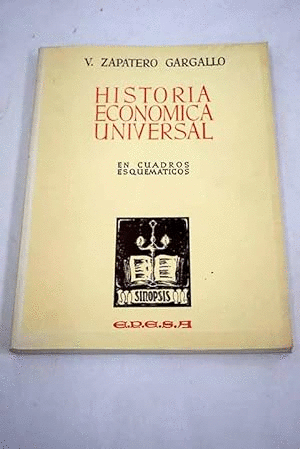 V. ZAPATERO GARGALLO
HISTORIA
ECONOMICA
UNIVERSAL
EN CUADROS
ESQUEMATICOS
SINOPSIS
E.P.E.S.A